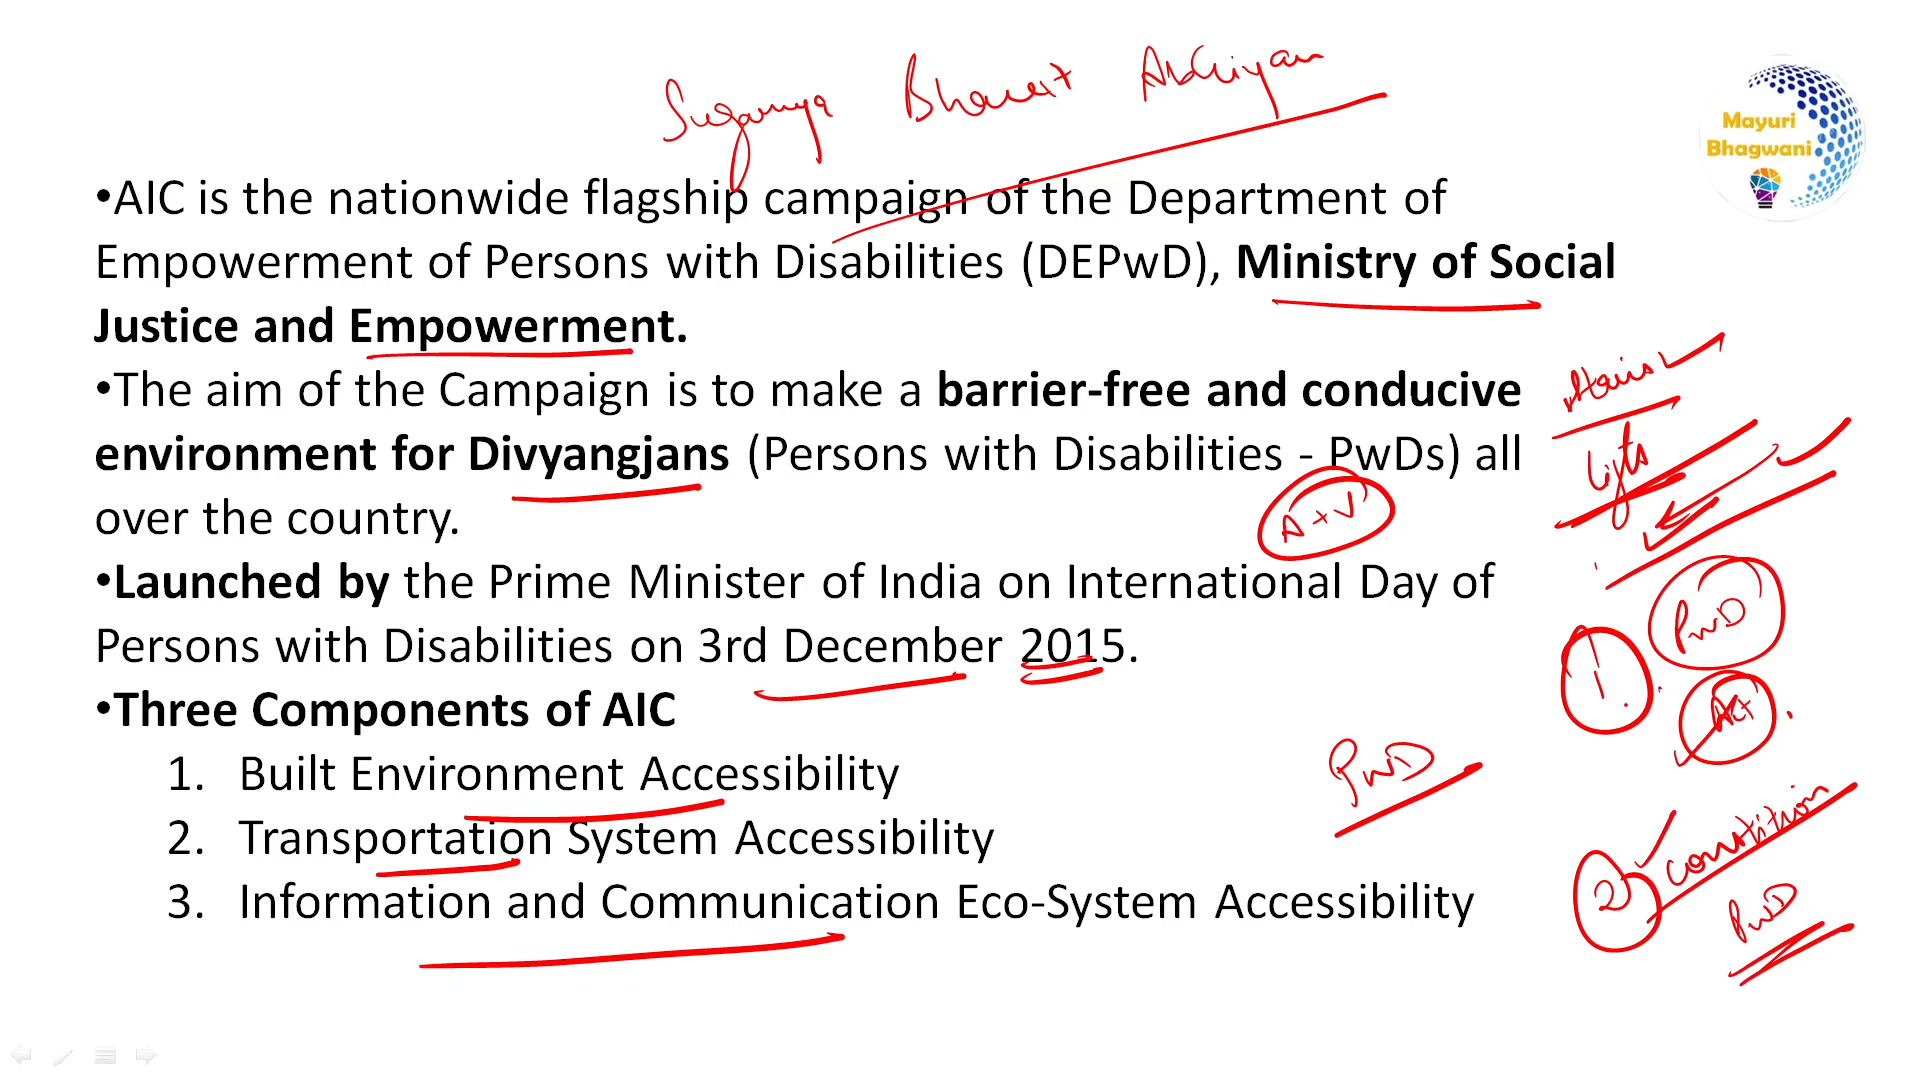 Sugamya Bharat Abhiyan
Mayuri
Bhagwani
•AIC is the nationwide flagship campaign of the Department of
Empowerment of Persons with Disabilities (DEPwD), Ministry of Social
Justice and Empowerment.
•The aim of the Campaign is to make a barrier-free and conducive
environment for Divyangjans (Persons with Disabilities - PwDs) all
over the country.
stairs
lifts
A+V
•Launched by the Prime Minister of India on International Day of
Persons with Disabilities on 3rd December 2015.
PwD
1
Act
•Three Components of AIC
1. Built Environment Accessibility
2. Transportation System Accessibility
3. Information and Communication Eco-System Accessibility
PwD
2
PwD